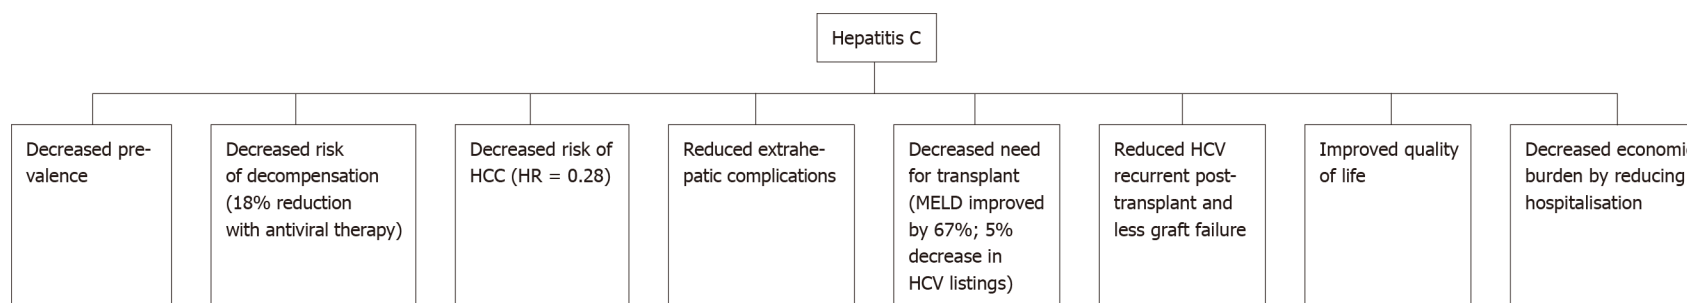 Hepatitis C
Decreased pre-
valence
Decreased risk
of decompensation
(18% reduction
with antiviral therapy)
Decreased risk of
HCC (HR = 0.28)
Reduced extrahe-
patic complications
Decreased need
for transplant
(MELD improved
by 67%; 5%
decrease in
HCV listings)
Reduced HCV
recurrent post-
transplant and
less graft failure
Improved quality
of life
Decreased economic
burden by reducing
hospitalisation